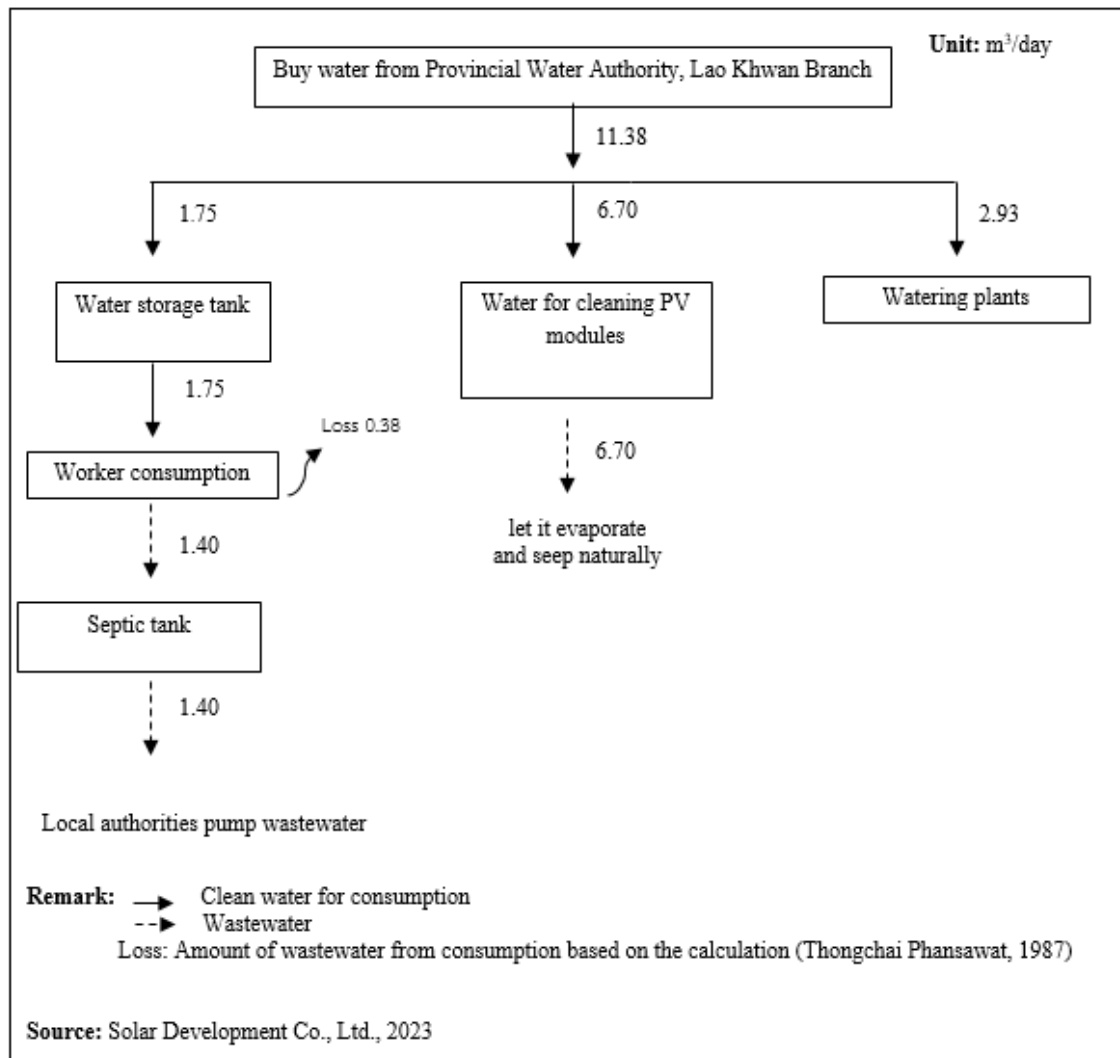 Unit: m³/day
Buy water from Provincial Water Authority, Lao Khwan Branch
11.38
1.75
6.70
2.93
Water storage tank
Water for cleaning PV
modules
Watering plants
1.75
Loss 0.38
6.70
Worker consumption
let it evaporate
and seep naturally
1.40
Septic tank
1.40
Local authorities pump wastewater
Remark: Clean water for consumption
Wastewater
Loss: Amount of wastewater from consumption based on the calculation (Thongchai Phansawat, 1987)
Source: Solar Development Co., Ltd., 2023